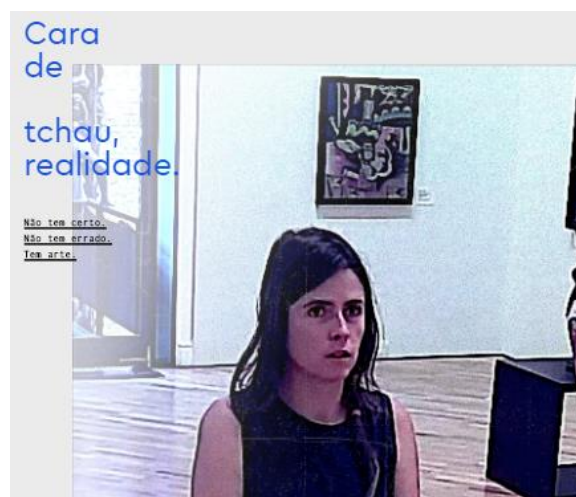 Cara
de
tchau,
realidade.
Não tem certo.
Não tem errado.
Tem arte.